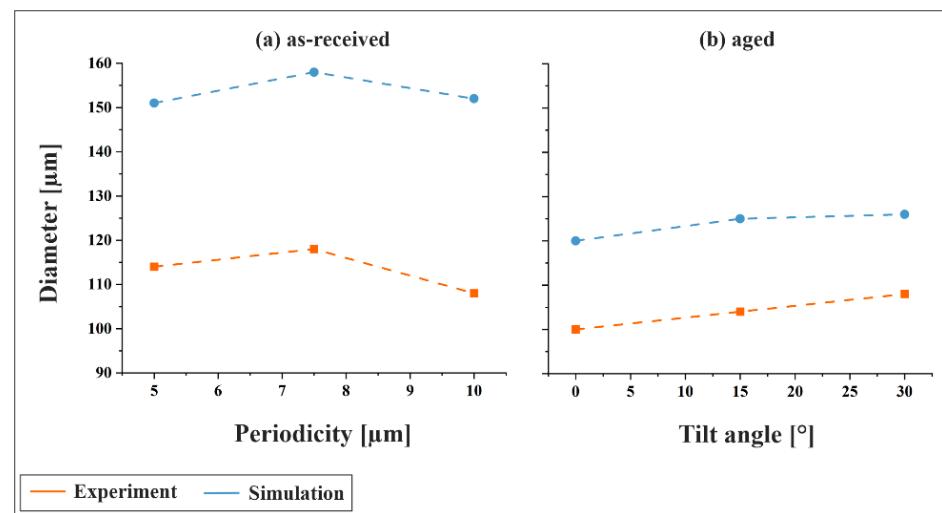 (a) as-received
(b) aged
Diameter [µm]
160
150
140
130
120
110
100
90
5 6 7 8 9 10
0 5 10 15 20 25 30
Periodicity [µm]
Tilt angle [°]
Experiment Simulation